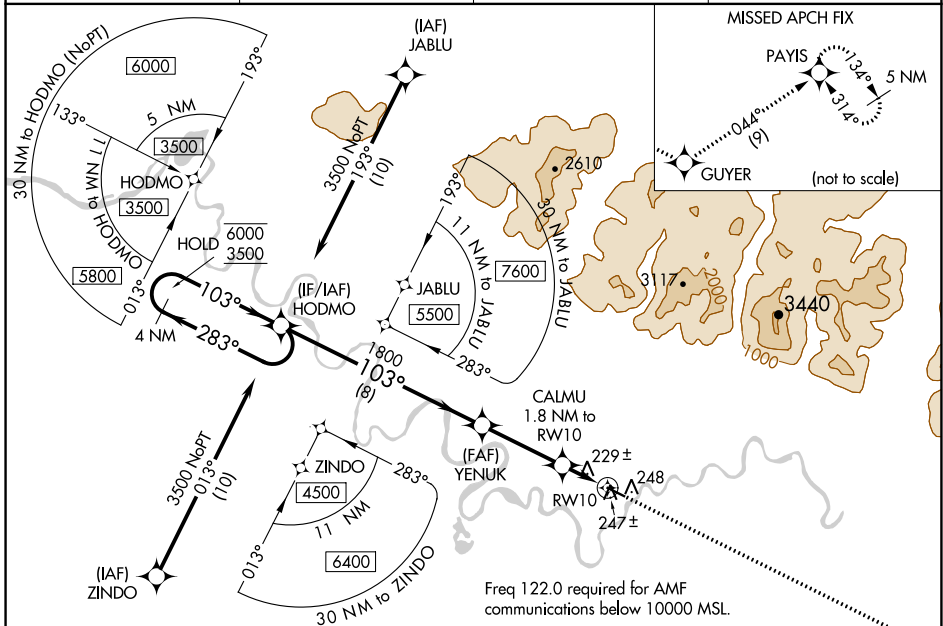 30 NM to HODMO (NoPT)
6000
193°
133°
5 NM
3500
11 NM to HODMO
HODMO
3500
5800
013°
HOLD 6000
3500
103°
4 NM
283°
(IF/IAF)
HODMO
(IAF)
JABLU
3500 NoPT
193°
(10)
193°
JABLU
5500
11 NM to JABLU
7600
30 NM to JABLU
283°
2610
3117
2000
3440
1000
1800
103°
(8)
CALMU
1.8 NM to
RW10
(FAF)
YENUK
RW10
229±
248
247±
3500 NoPT
013°
(10)
(IAF)
ZINDO
ZINDO
4500
283°
11 NM
013°
6400
30 NM to ZINDO
Freq 122.0 required for AMF
communications below 10000 MSL.
MISSED APCH FIX
PAYIS
134°
314°
5 NM
044°
(9)
GUYER
(not to scale)